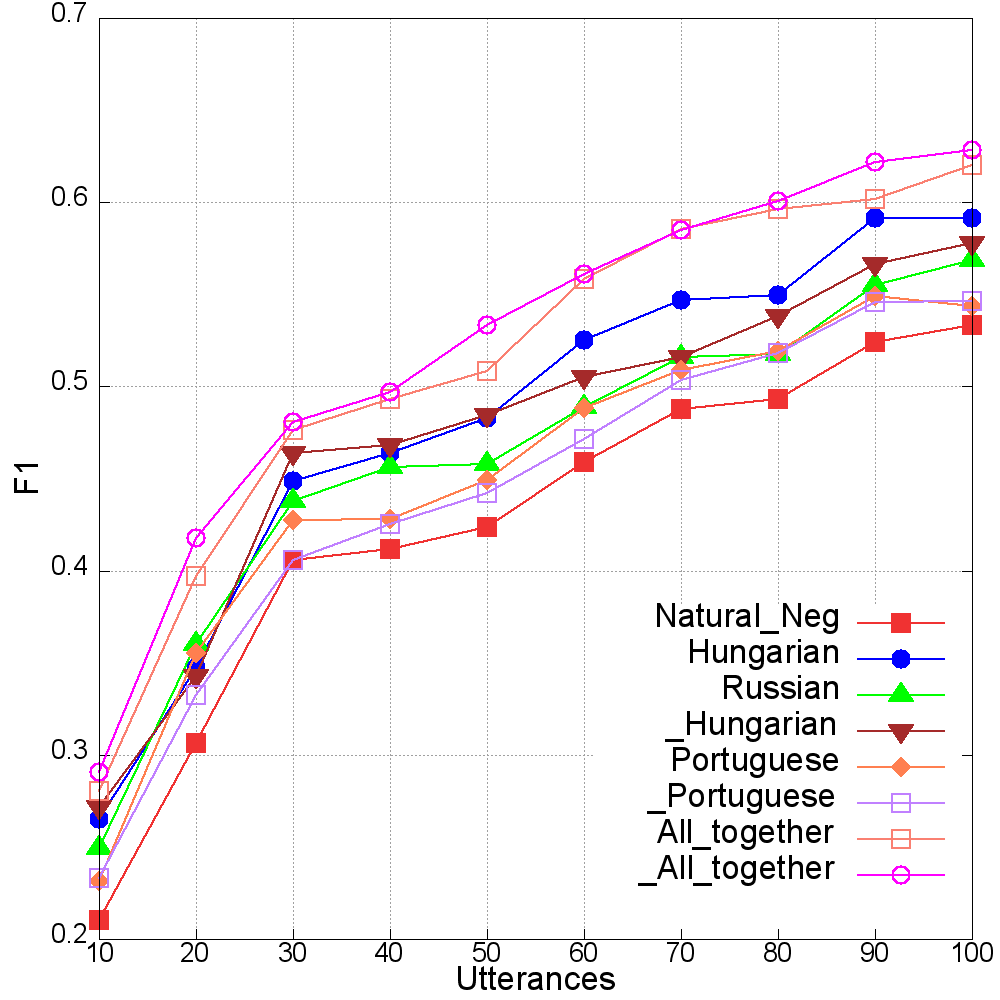 0.7
0.6
0.5
0.4
0.3
0.2
F1
10 20 30 40 50 60 70 80 90 100
Utterances
Natural_Neg
Hungarian
Russian
_Hungarian
Portuguese
_Portuguese
All_together
_All_together